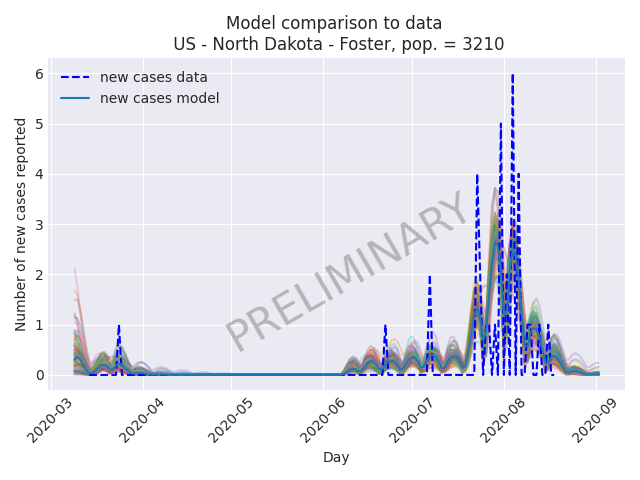 Model comparison to data
US - North Dakota - Foster, pop. = 3210
new cases data
new cases model
PRELIMINARY
Number of new cases reported
6
5
4
3
2
1
0
2020-03
2020-04
2020-05
2020-06
2020-07
2020-08
2020-09
Day